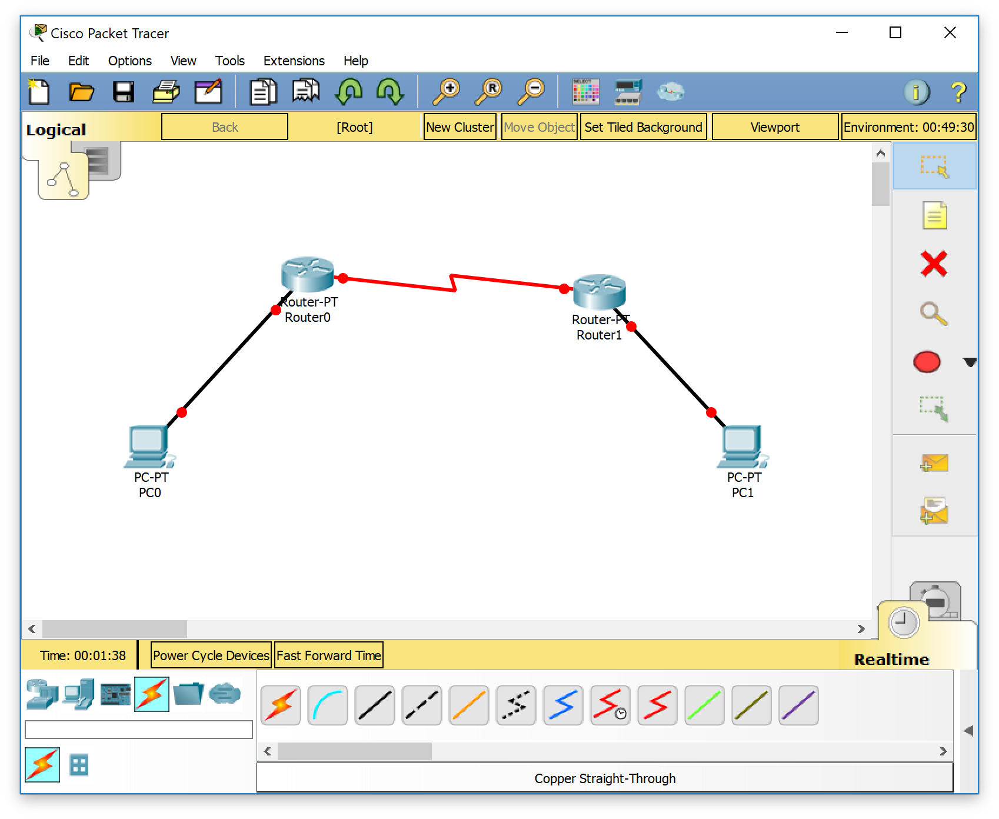 Cisco Packet Tracer
File Edit Options View Tools Extensions Help
R
SELECT
i ?
Logical Back [Root] New Cluster Move Object Set Tiled Background Viewport Environment: 00:49:30
Router-PT
Router0
Router-PT
Router1
PC-PT
PC0
PC-PT
PC1
Time: 00:01:38 Power Cycle Devices Fast Forward Time Realtime
Copper Straight-Through